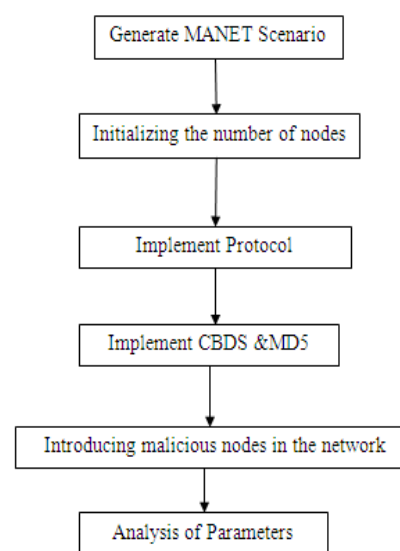 Generate MANET Scenario
Initializing the number of nodes
Implement Protocol
Implement CBDS &MD5
Introducing malicious nodes in the network
Analysis of Parameters